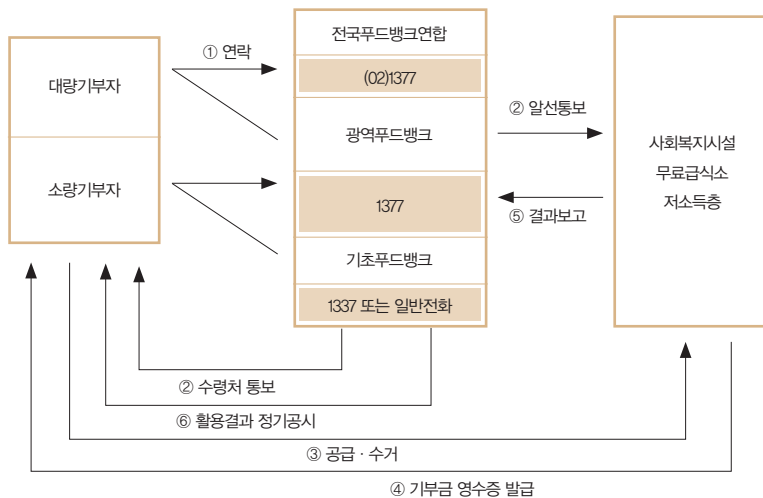 대량기부자
소량기부자
① 연락
전국푸드뱅크연합
(02)1377
광역푸드뱅크
1377
기초푸드뱅크
1337 또는 일반전화
② 알선통보
⑤ 결과보고
사회복지시설
무료급식소
저소득층
② 수령처 통보
⑥ 활용결과 정기공시
③ 공급 · 수거
④ 기부금 영수증 발급